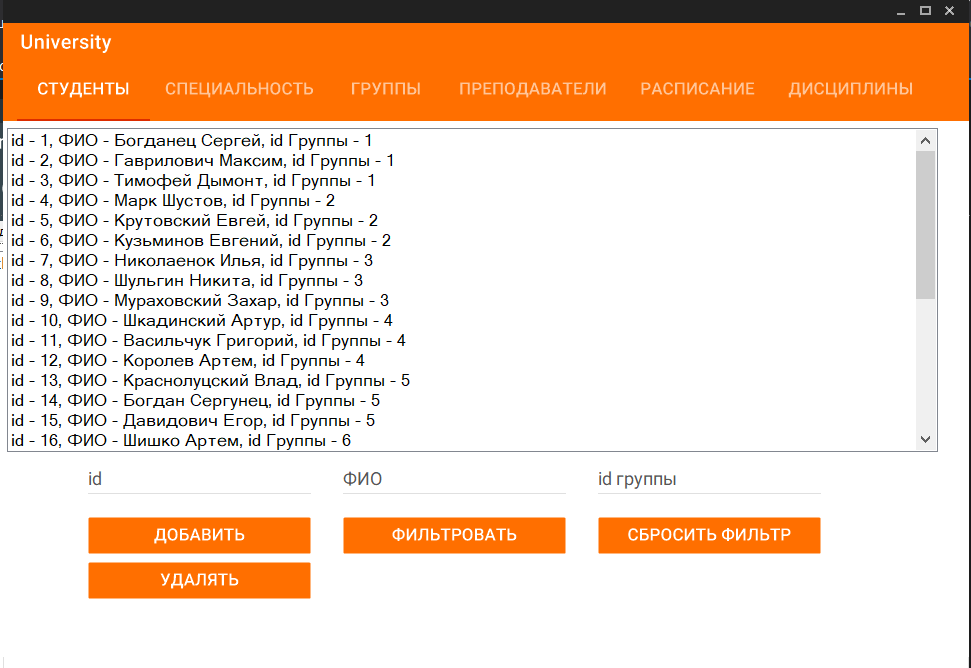 University
СТУДЕНТЫ СПЕЦИАЛЬНОСТЬ ГРУППЫ ПРЕПОДАВАТЕЛИ РАСПИСАНИЕ ДИСЦИПЛИНЫ
id - 1, ФИО - Богданец Сергей, id Группы - 1
id - 2, ФИО - Гаврилович Максим, id Группы - 1
id - 3, ФИО - Тимофей Дымонт, id Группы - 1
id - 4, ФИО - Марк Шустов, id Группы - 2
id - 5, ФИО - Крутовский Евгей, id Группы - 2
id - 6, ФИО - Кузьминов Евгений, id Группы - 2
id - 7, ФИО - Николаенок Илья, id Группы - 3
id - 8, ФИО - Шульгин Никита, id Группы - 3
id - 9, ФИО - Мураховский Захар, id Группы - 3
id - 10, ФИО - Шкадинский Артур, id Группы - 4
id - 11, ФИО - Васильчук Григорий, id Группы - 4
id - 12, ФИО - Королев Артем, id Группы - 4
id - 13, ФИО - Краснолуцский Влад, id Группы - 5
id - 14, ФИО - Богдан Сергунец, id Группы - 5
id - 15, ФИО - Давидович Егор, id Группы - 5
id - 16, ФИО - Шишко Артем, id Группы - 6
id ФИО id группы
ДОБАВИТЬ ФИЛЬТРОВАТЬ СБРОСИТЬ ФИЛЬТР
УДАЛЯТЬ